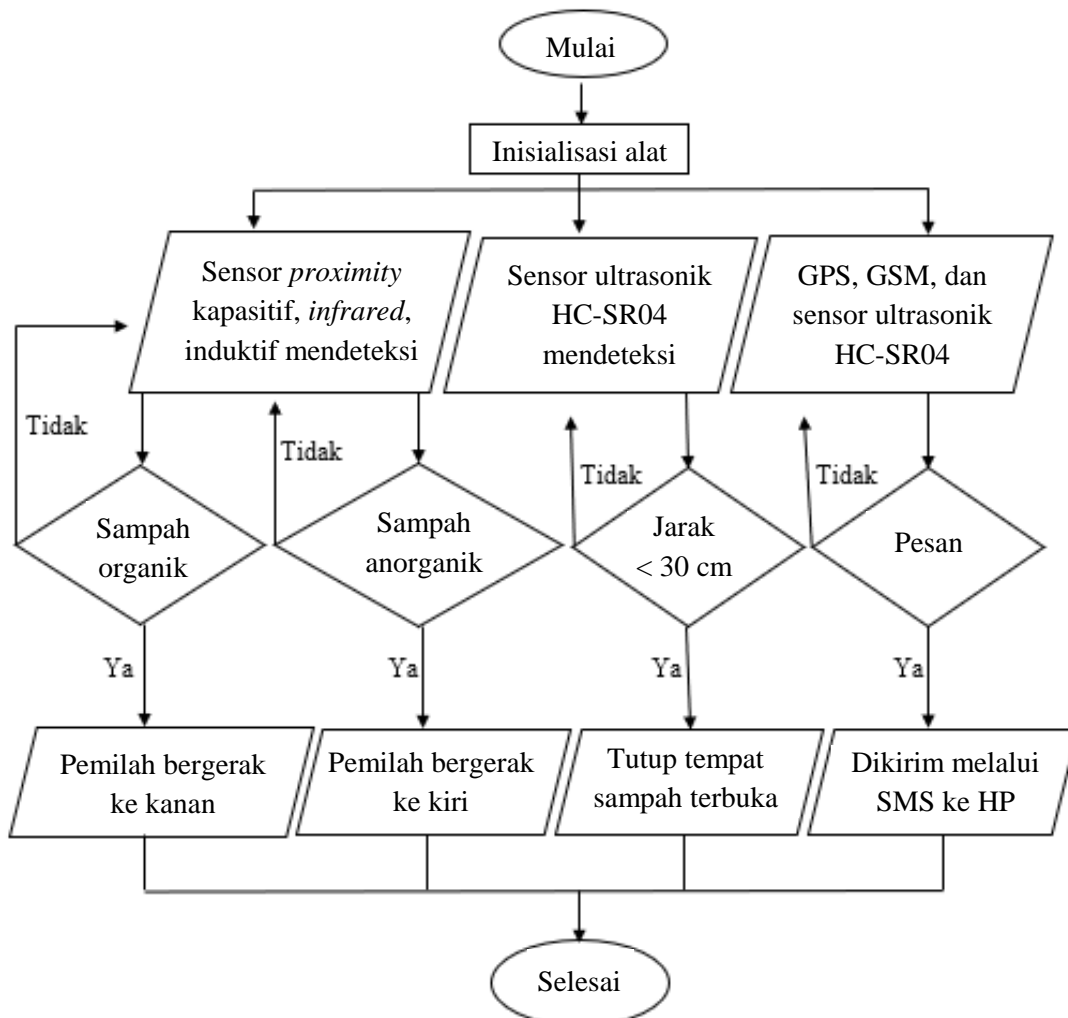 Mulai
Inisialisasi alat
Sensor proximity
kapasitif, infrared,
induktif mendeteksi
Sensor ultrasonik
HC-SR04
mendeteksi
GPS, GSM, dan
sensor ultrasonik
HC-SR04
Tidak
Tidak
Tidak
Tidak
Sampah
organik
Sampah
anorganik
Jarak
< 30 cm
Pesan
Ya
Ya
Ya
Ya
Pemilah bergerak
ke kanan
Pemilah bergerak
ke kiri
Tutup tempat
sampah terbuka
Dikirim melalui
SMS ke HP
Selesai